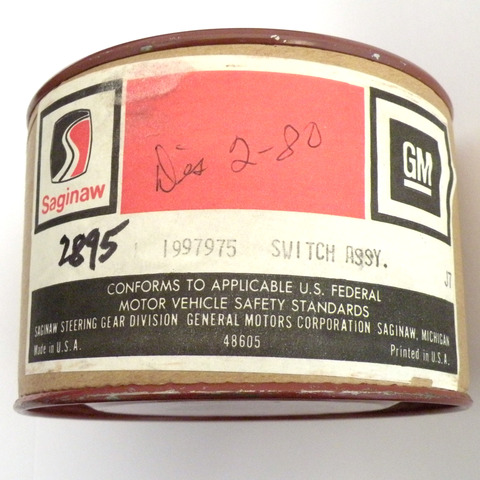 Dis 2-80
Saginaw
GM
2895
1997975 SWITCH ASSY.
J7
CONFORMS TO APPLICABLE U.S. FEDERAL
MOTOR VEHICLE SAFETY STANDARDS
SAGINAW STEERING GEAR DIVISION GENERAL MOTORS CORPORATION SAGINAW, MICHIGAN
Made in U.S.A. 48605 Printed in U.S.A.